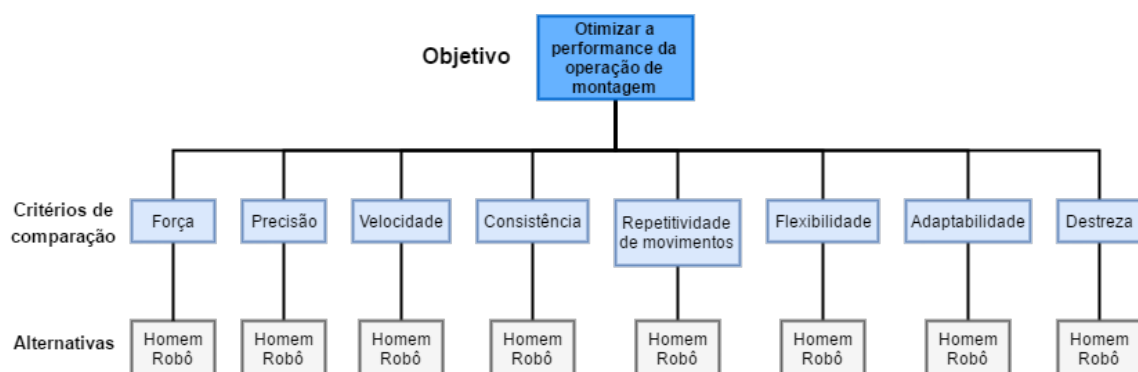 Objetivo
Otimizar a
performance da
operação de
montagem
Critérios de
comparação
Força
Precisão
Velocidade
Consistência
Repetitividade
de movimentos
Flexibilidade
Adaptabilidade
Destreza
Alternativas
Homem
Robô
Homem
Robô
Homem
Robô
Homem
Robô
Homem
Robô
Homem
Robô
Homem
Robô
Homem
Robô